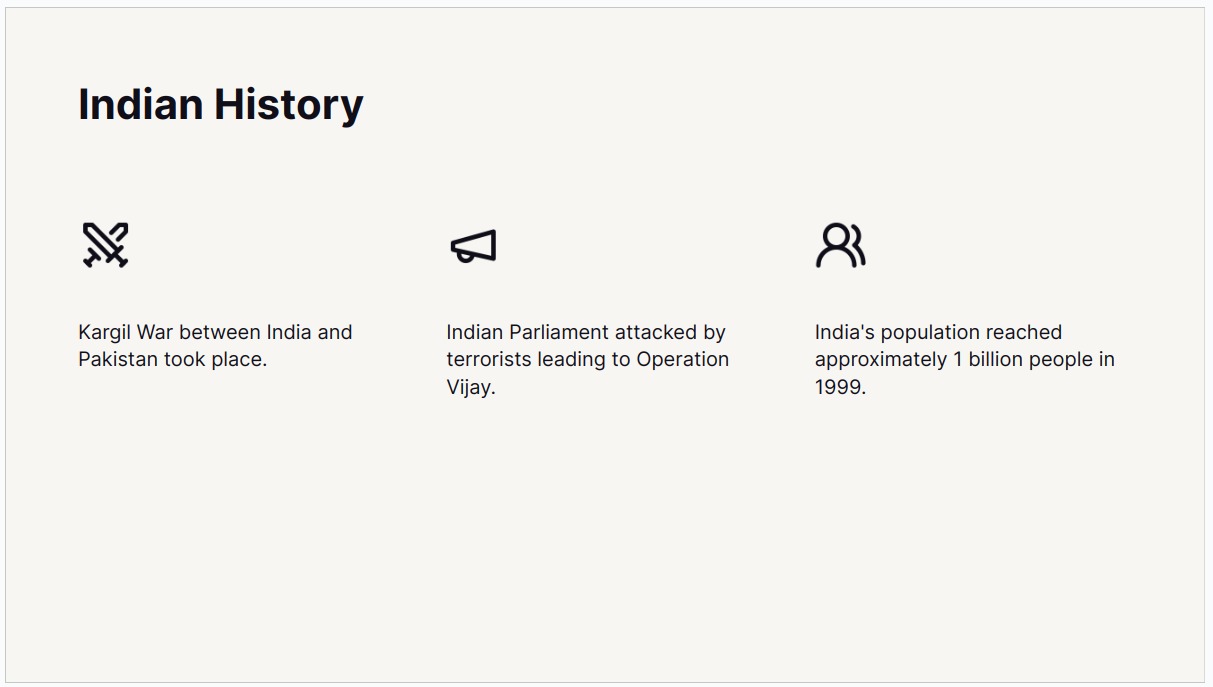 Indian History
Kargil War between India and
Pakistan took place.
Indian Parliament attacked by
terrorists leading to Operation
Vijay.
India's population reached
approximately 1 billion people in
1999.